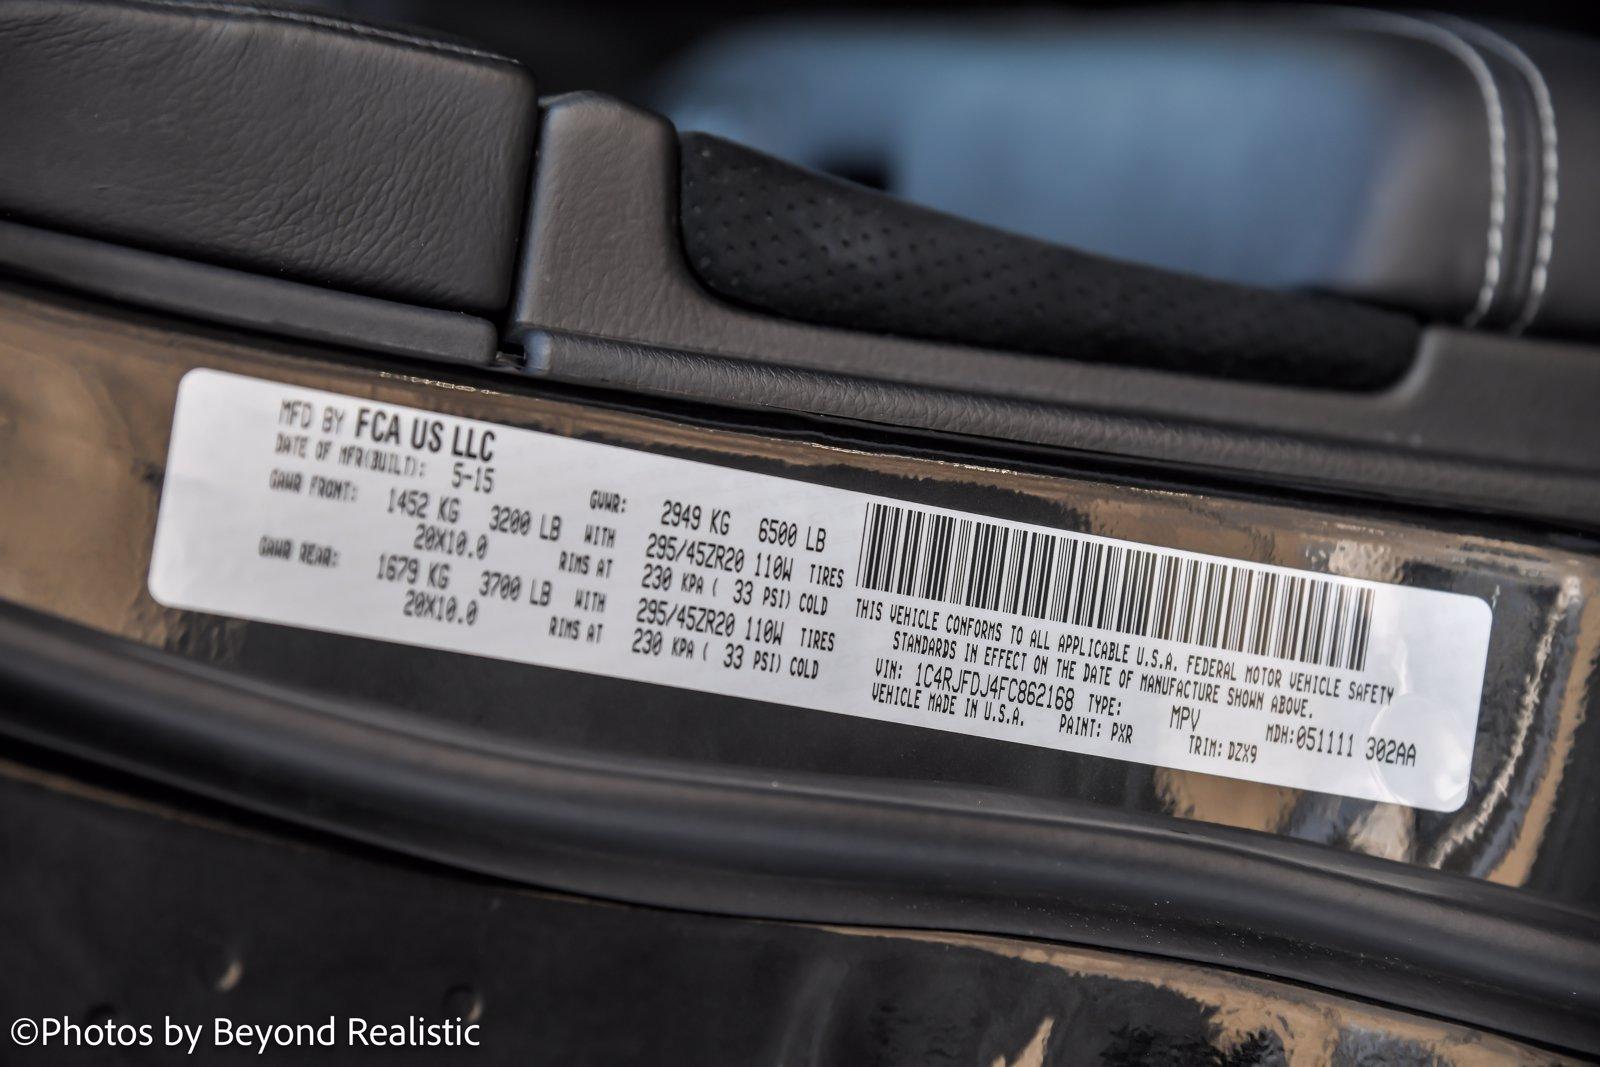 MFD BY FCA US LLC
DATE OF MFR(BUILT): 5-15
GVWR: 2949 KG 6500 LB
GAWR FRONT: 1452 KG 3200 LB WITH 295/45ZR20 110W TIRES
20X10.0 RIMS AT 230 KPA ( 33 PSI) COLD
GAWR REAR: 1679 KG 3700 LB WITH 295/45ZR20 110W TIRES
20X10.0 RIMS AT 230 KPA ( 33 PSI) COLD
THIS VEHICLE CONFORMS TO ALL APPLICABLE U.S.A. FEDERAL MOTOR VEHICLE SAFETY
STANDARDS IN EFFECT ON THE DATE OF MANUFACTURE SHOWN ABOVE.
VIN: 1C4RJFDJ4FC862168 TYPE: MPV MDH:051111 302AA
VEHICLE MADE IN U.S.A. PAINT: PXR TRIM: DZX9
©Photos by Beyond Realistic